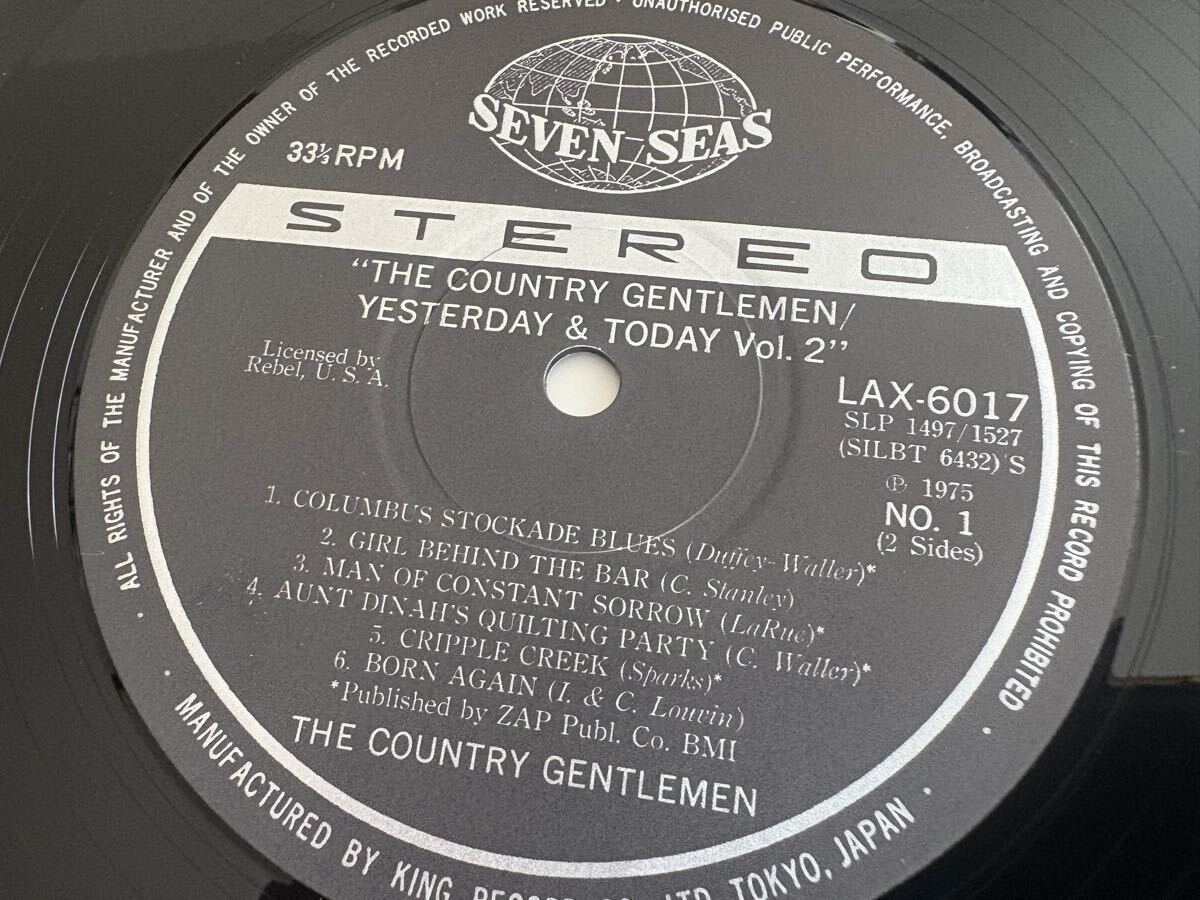 ALL RIGHTS OF THE MANUFACTURER AND OF THE OWNER OF THE RECORDED WORK RESERVED · UNAUTHORISED PUBLIC PERFORMANCE, BROADCASTING AND COPYING OF THIS RECORD PROHIBITED ·
SEVEN SEAS
33⅓ RPM
STEREO
"THE COUNTRY GENTLEMEN/
YESTERDAY & TODAY Vol. 2"
Licensed by
Rebel, U. S. A.
LAX-6017
SLP 1497/1527
(SILBT 6432)'S
Ⓟ 1975
NO. 1
(2 Sides)
1. COLUMBUS STOCKADE BLUES (Duffey-Waller)*
2. GIRL BEHIND THE BAR (C. Stanley)
3. MAN OF CONSTANT SORROW (LaRue)*
4. AUNT DINAH'S QUILTING PARTY (C. Waller)*
5. CRIPPLE CREEK (Sparks)*
6. BORN AGAIN (I. & C. Louvin)
*Published by ZAP Publ. Co. BMI
THE COUNTRY GENTLEMEN
· MANUFACTURED BY KING RECORD CO., LTD. TOKYO, JAPAN ·